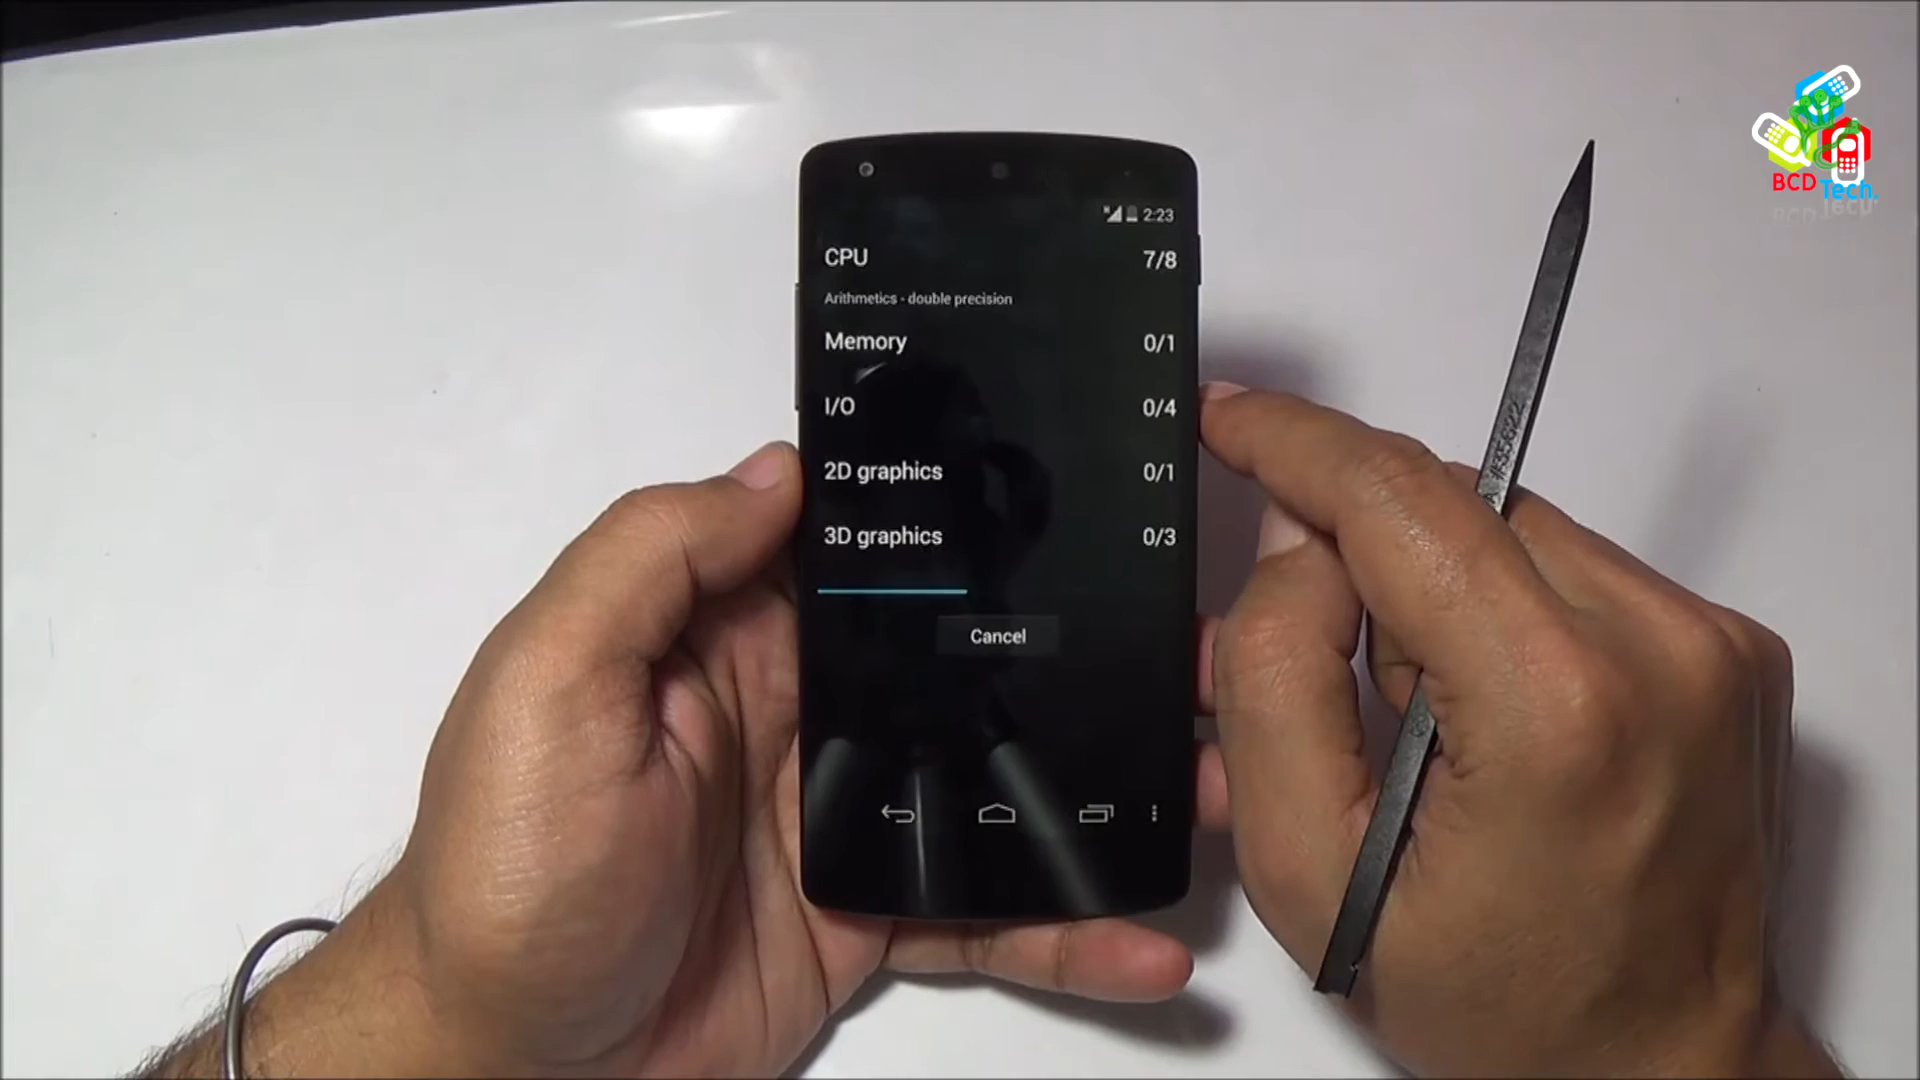 BCD
Tech.
2:23
CPU 7/8
Arithmetics - double precision
Memory 0/1
I/O 0/4
2D graphics 0/1
3D graphics 0/3
Cancel
#35622